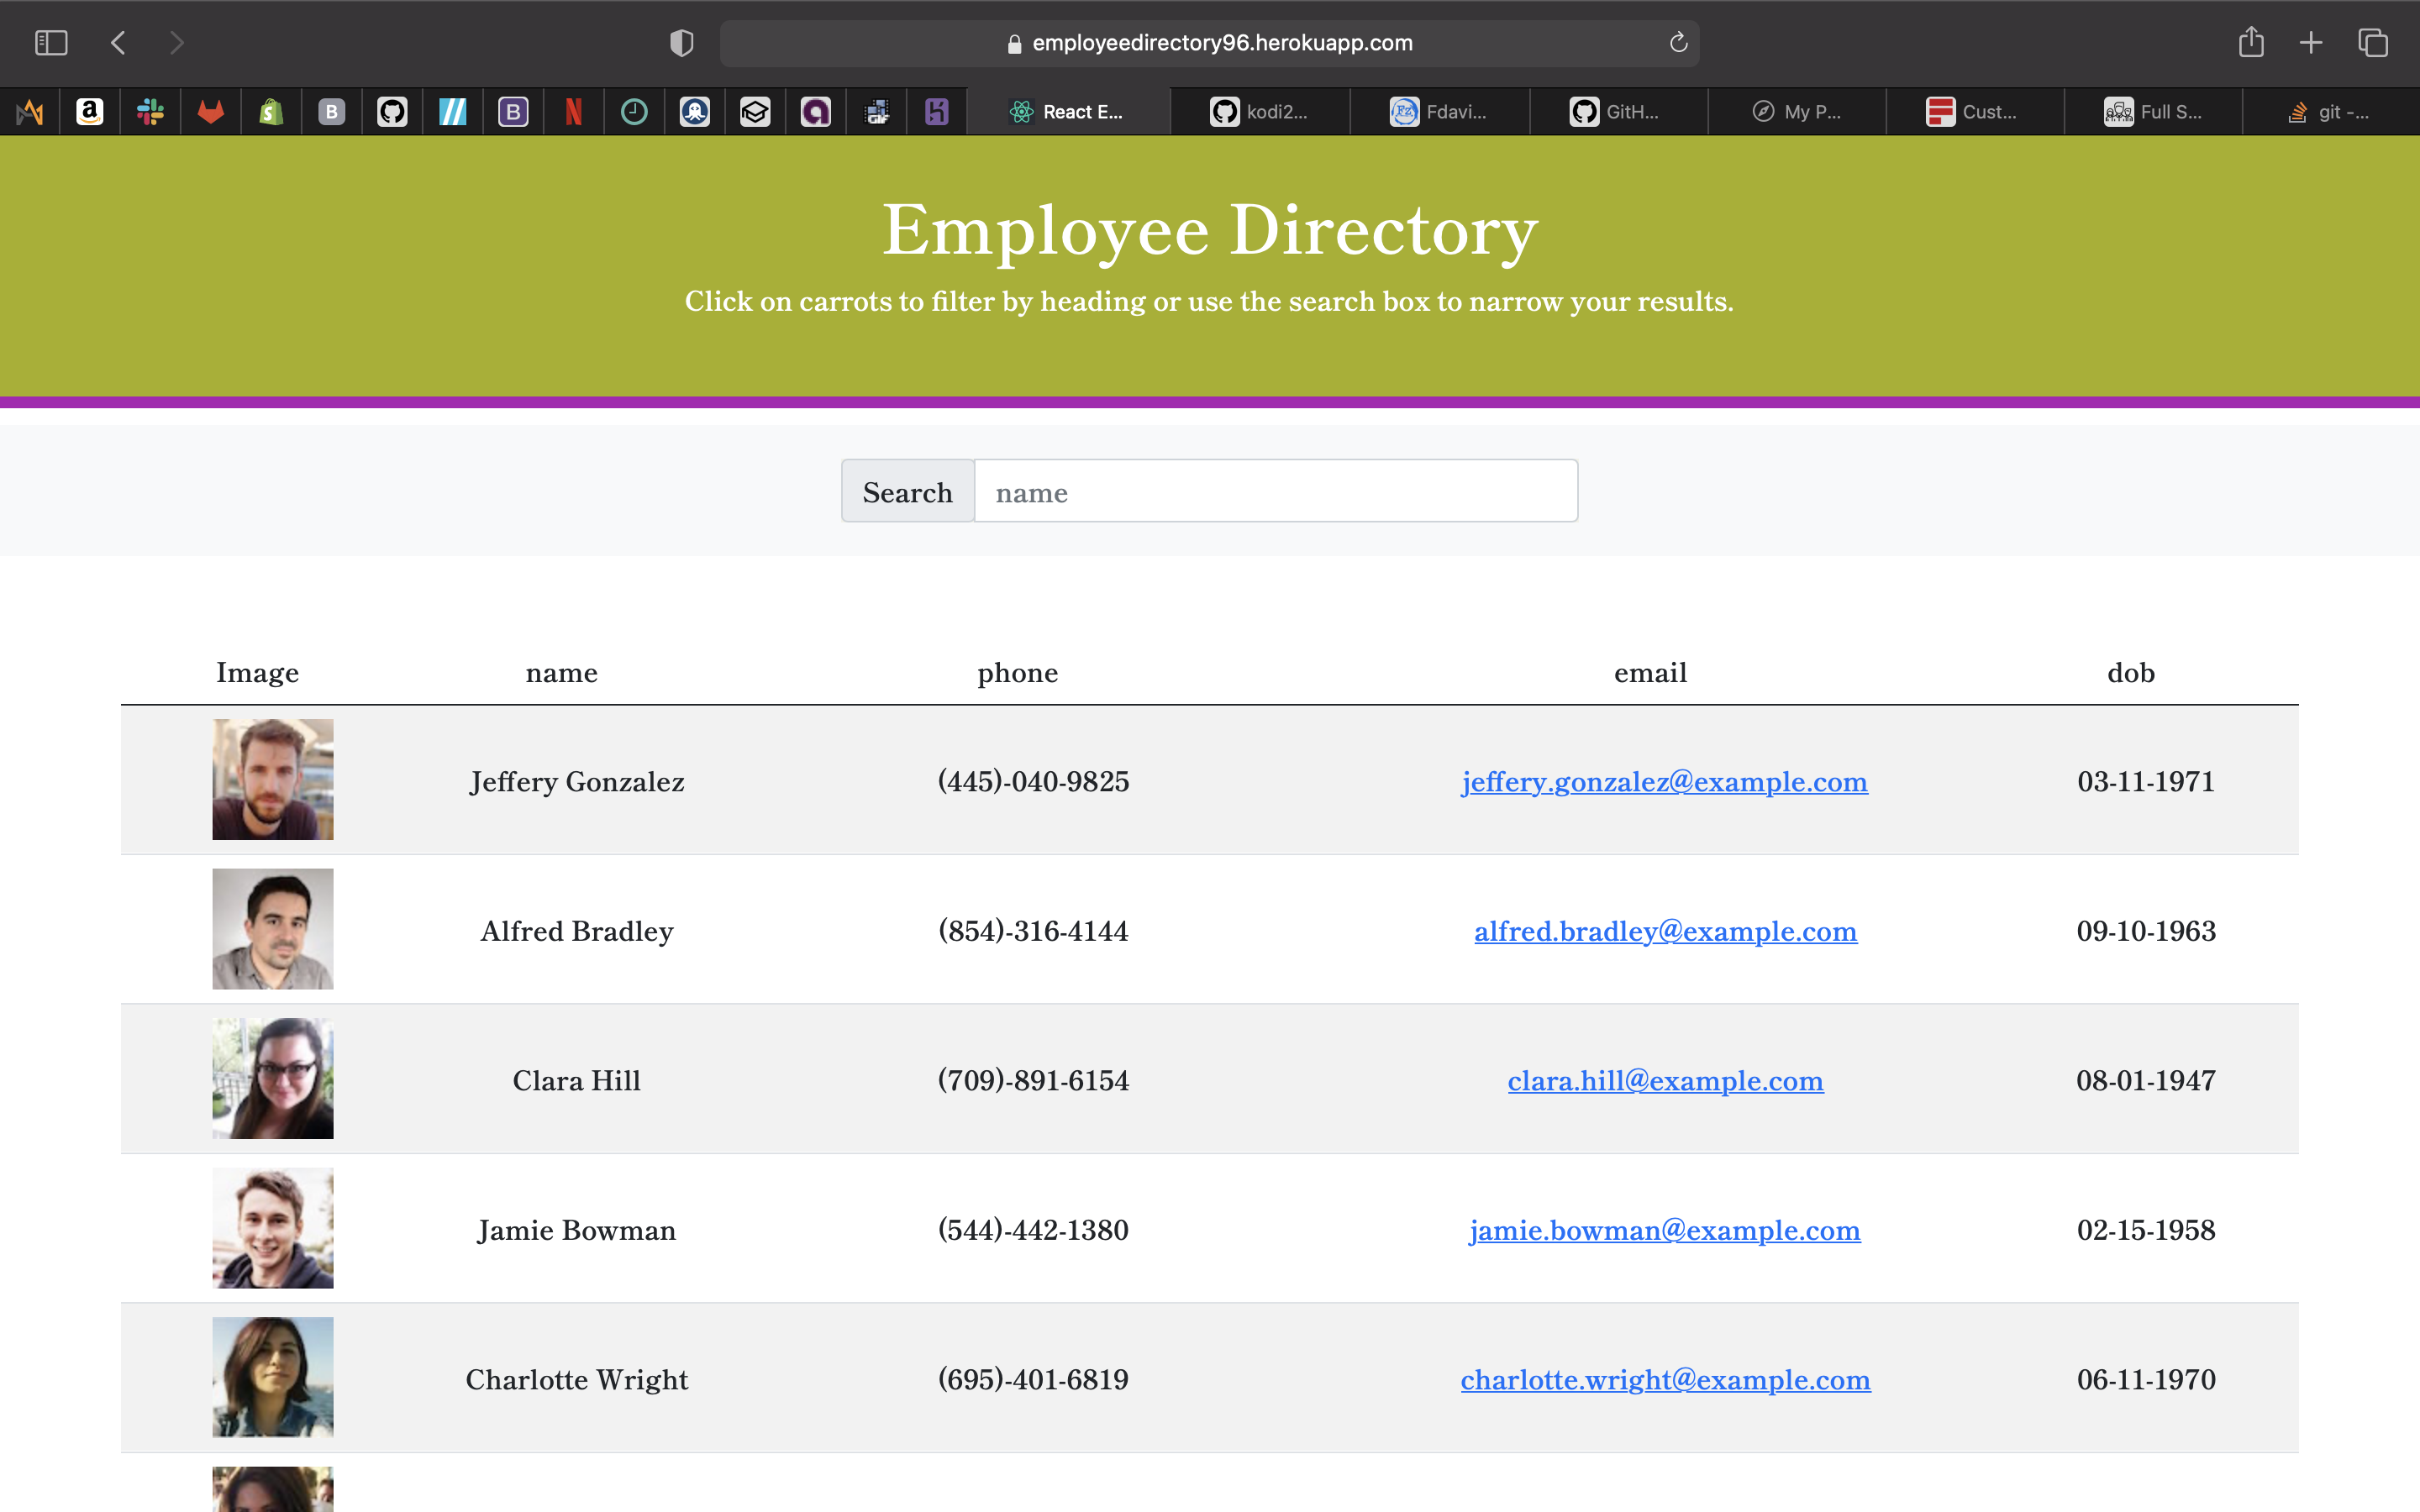 employeedirectory96.herokuapp.com
React E... kodi2... Fdavi... GitH... My P... Cust... Full S... git -...
Employee Directory
Click on carrots to filter by heading or use the search box to narrow your results.
Search name
Image name phone email dob
Jeffery Gonzalez (445)-040-9825 jeffery.gonzalez@example.com 03-11-1971
Alfred Bradley (854)-316-4144 alfred.bradley@example.com 09-10-1963
Clara Hill (709)-891-6154 clara.hill@example.com 08-01-1947
Jamie Bowman (544)-442-1380 jamie.bowman@example.com 02-15-1958
Charlotte Wright (695)-401-6819 charlotte.wright@example.com 06-11-1970